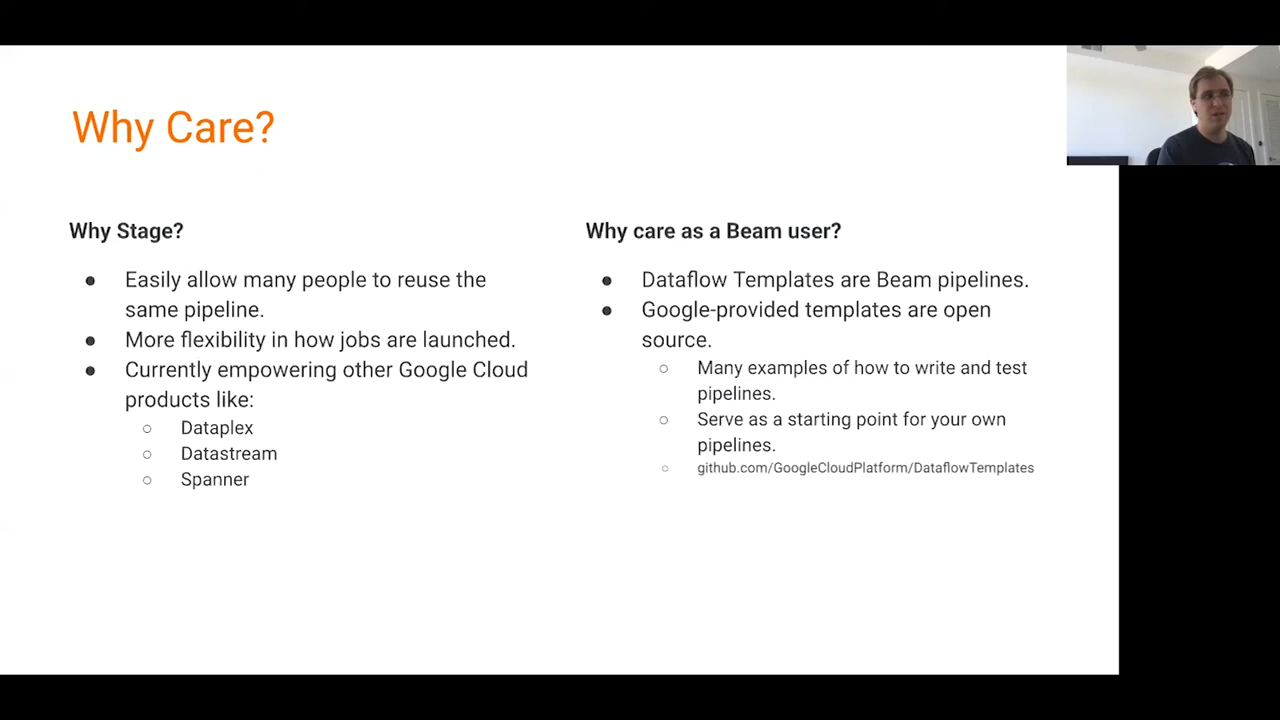 Why Care?
Why Stage?
● Easily allow many people to reuse the
same pipeline.
● More flexibility in how jobs are launched.
● Currently empowering other Google Cloud
products like:
○ Dataplex
○ Datastream
○ Spanner
Why care as a Beam user?
● Dataflow Templates are Beam pipelines.
● Google-provided templates are open
source.
○ Many examples of how to write and test
pipelines.
○ Serve as a starting point for your own
pipelines.
○ github.com/GoogleCloudPlatform/DataflowTemplates